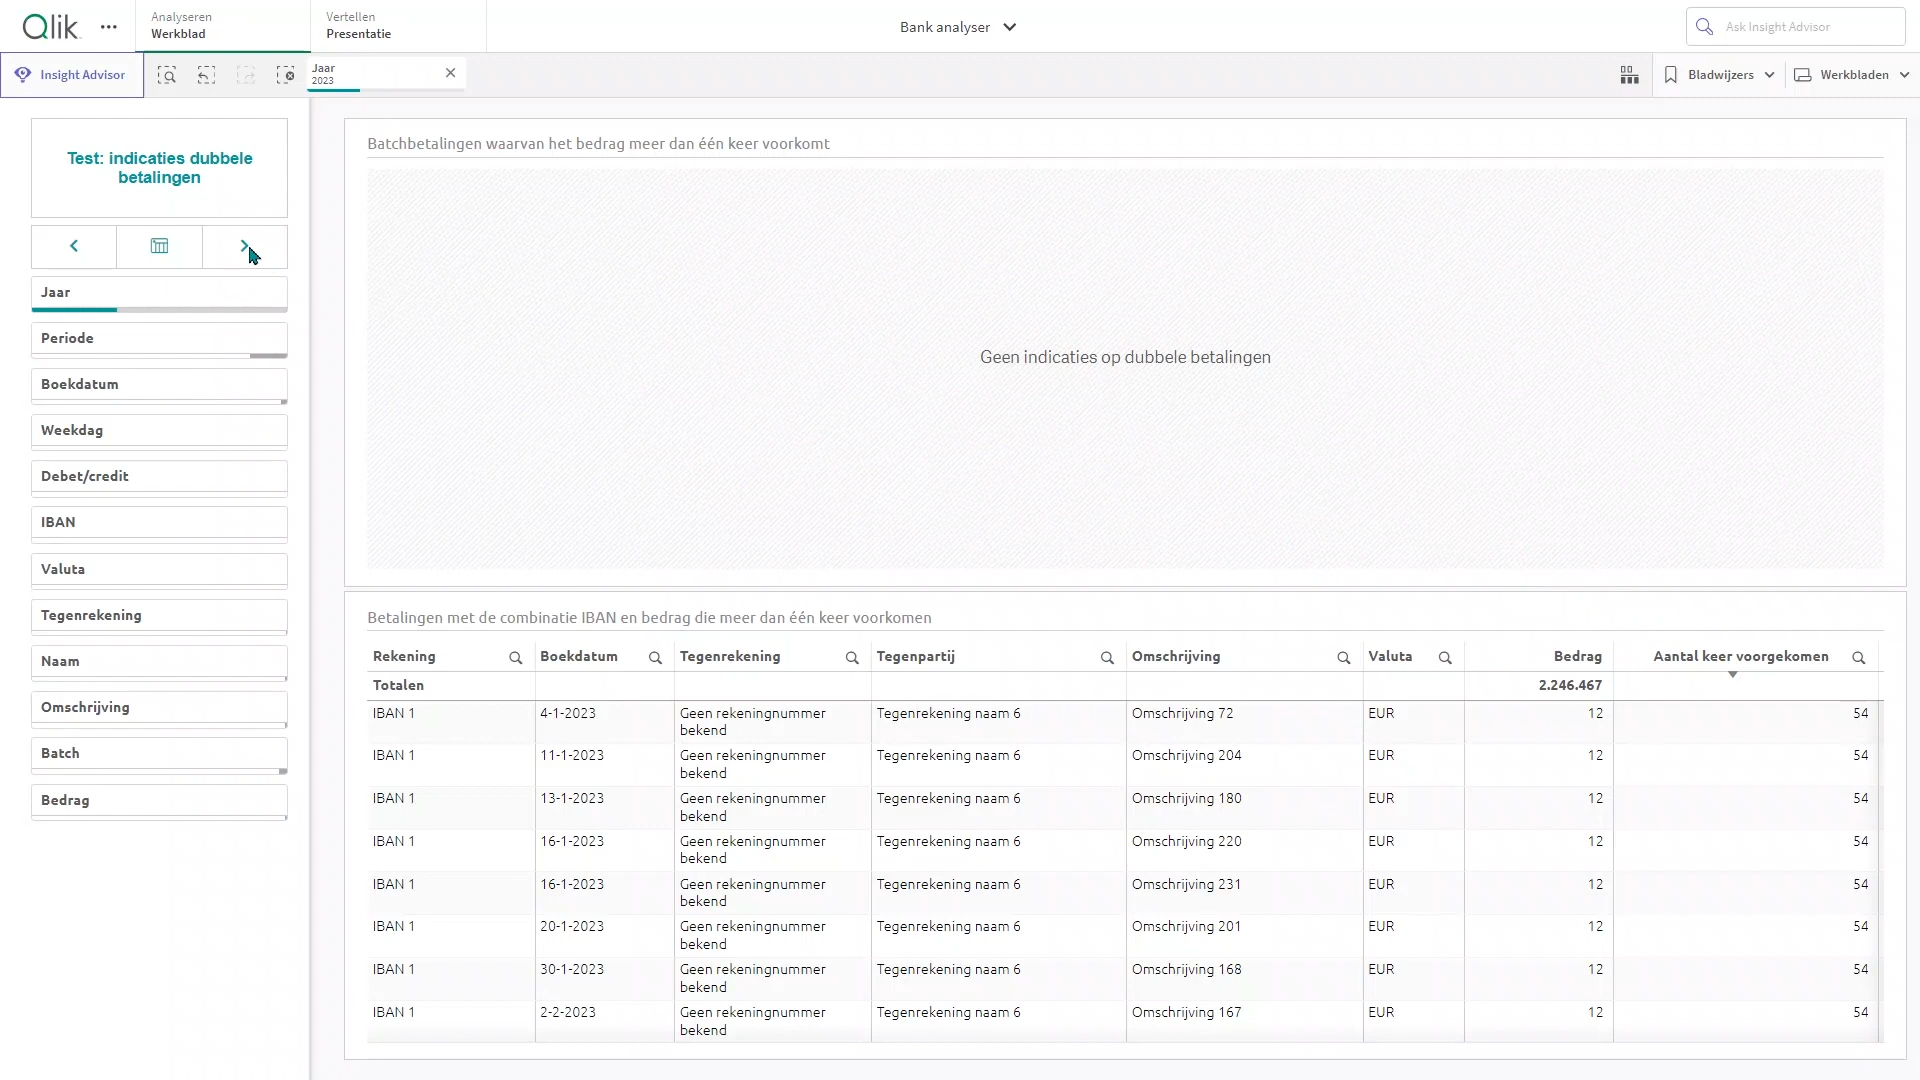 Qlik
Analyseren
Werkblad
Vertellen
Presentatie
Bank analyser
Ask Insight Advisor
Insight Advisor
Jaar
2023
Bladwijzers
Werkbladen
Test: indicaties dubbele
betalingen
Jaar
Periode
Boekdatum
Weekdag
Debet/credit
IBAN
Valuta
Tegenrekening
Naam
Omschrijving
Batch
Bedrag
Batchbetalingen waarvan het bedrag meer dan één keer voorkomt
Geen indicaties op dubbele betalingen
Betalingen met de combinatie IBAN en bedrag die meer dan één keer voorkomen
Rekening Boekdatum Tegenrekening Tegenpartij Omschrijving Valuta Bedrag Aantal keer voorgekomen
Totalen 2.246.467
IBAN 1 4-1-2023 Geen rekeningnummer Tegenrekening naam 6 Omschrijving 72 EUR 12 54
bekend
IBAN 1 11-1-2023 Geen rekeningnummer Tegenrekening naam 6 Omschrijving 204 EUR 12 54
bekend
IBAN 1 13-1-2023 Geen rekeningnummer Tegenrekening naam 6 Omschrijving 180 EUR 12 54
bekend
IBAN 1 16-1-2023 Geen rekeningnummer Tegenrekening naam 6 Omschrijving 220 EUR 12 54
bekend
IBAN 1 16-1-2023 Geen rekeningnummer Tegenrekening naam 6 Omschrijving 231 EUR 12 54
bekend
IBAN 1 20-1-2023 Geen rekeningnummer Tegenrekening naam 6 Omschrijving 201 EUR 12 54
bekend
IBAN 1 30-1-2023 Geen rekeningnummer Tegenrekening naam 6 Omschrijving 168 EUR 12 54
bekend
IBAN 1 2-2-2023 Geen rekeningnummer Tegenrekening naam 6 Omschrijving 167 EUR 12 54
bekend